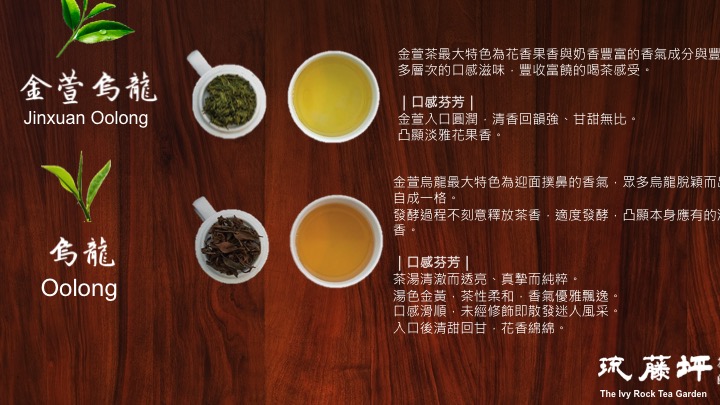 金萱烏龍
Jinxuan Oolong
金萱茶最大特色為花香果香與奶香豐富的香氣成分與豐
多層次的口感滋味，豐收富饒的喝茶感受。
｜口感芬芳｜
金萱入口圓潤，清香回韻強、甘甜無比。
凸顯淡雅花果香。
烏龍
Oolong
金萱烏龍最大特色為迎面撲鼻的香氣，眾多烏龍脫穎而出
自成一格。
發酵過程不刻意釋放茶香，適度發酵，凸顯本身應有的
香。
｜口感芬芳｜
茶湯清澈而透亮、真摯而純粹。
湯色金黃，茶性柔和，香氣優雅飄逸。
口感滑順，未經修飾即散發迷人風采。
入口後清甜回甘，花香綿綿。
琉藤坪
The Ivy Rock Tea Garden